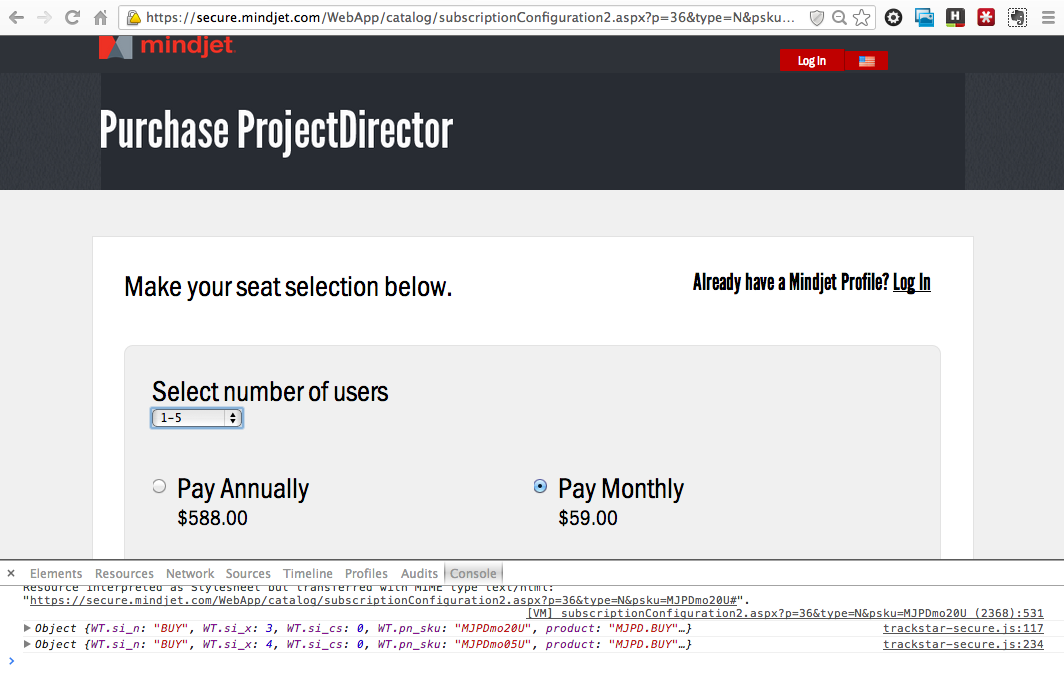 https://secure.mindjet.com/WebApp/catalog/subscriptionConfiguration2.aspx?p=36&type=N&psku...
mindjet
Log In
Purchase ProjectDirector
Make your seat selection below.
Already have a Mindjet Profile? Log In
Select number of users
1-5
Pay Annually
Pay Monthly
$588.00
$59.00
× Elements Resources Network Sources Timeline Profiles Audits Console
Resource interpreted as Stylesheet but transferred with MIME type text/html:
"https://secure.mindjet.com/WebApp/catalog/subscriptionConfiguration2.aspx?p=36&type=N&psku=MJPDmo20U#".
[VM] subscriptionConfiguration2.aspx?p=36&type=N&psku=MJPDmo20U (2368):531
Object {WT.si_n: "BUY", WT.si_x: 3, WT.si_cs: 0, WT.pn_sku: "MJPDmo20U", product: "MJPD.BUY"…} trackstar-secure.js:117
Object {WT.si_n: "BUY", WT.si_x: 4, WT.si_cs: 0, WT.pn_sku: "MJPDmo05U", product: "MJPD.BUY"…} trackstar-secure.js:234
>